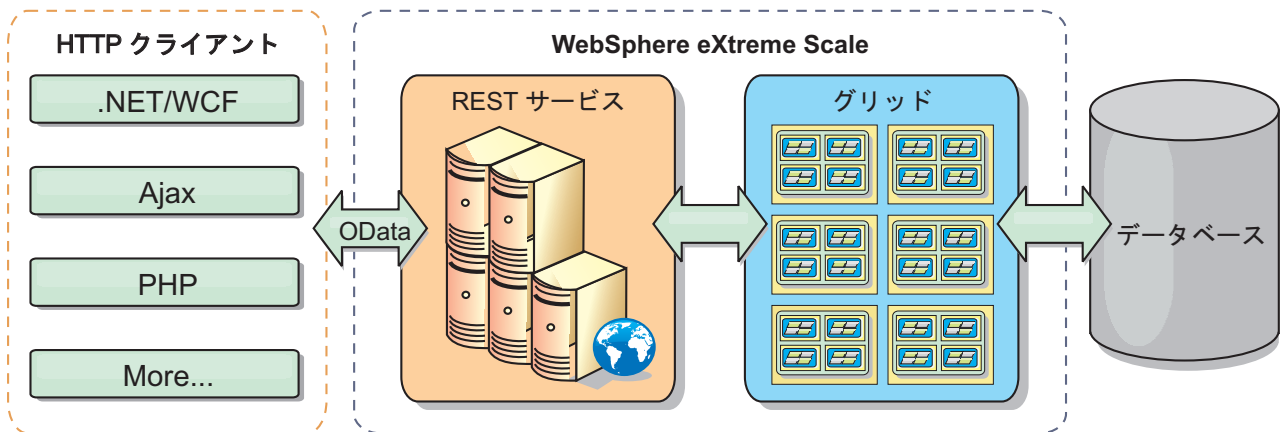 HTTP クライアント
.NET/WCF
Ajax
PHP
More...
OData
WebSphere eXtreme Scale
REST サービス
グリッド
データベース